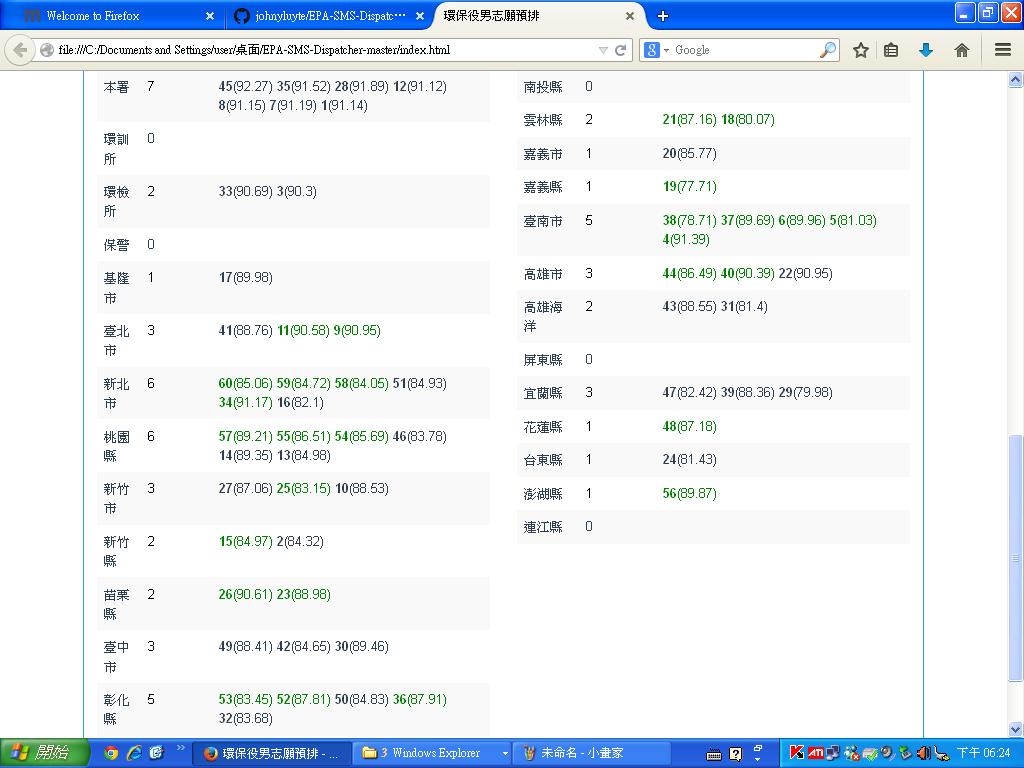 Welcome to Firefox
johnyluyte/EPA-SMS-Dispatc...
環保役男志願預排
file:///C:/Documents and Settings/user/桌面/EPA-SMS-Dispatcher-master/index.html
Google
本署 7 45(92.27) 35(91.52) 28(91.89) 12(91.12)
8(91.15) 7(91.19) 1(91.14)
環訓
所 0
環檢
所 2 33(90.69) 3(90.3)
保警 0
基隆
市 1 17(89.98)
臺北
市 3 41(88.76) 11(90.58) 9(90.95)
新北
市 6 60(85.06) 59(84.72) 58(84.05) 51(84.93)
34(91.17) 16(82.1)
桃園
縣 6 57(89.21) 55(86.51) 54(85.69) 46(83.78)
14(89.35) 13(84.98)
新竹
市 3 27(87.06) 25(83.15) 10(88.53)
新竹
縣 2 15(84.97) 2(84.32)
苗栗
縣 2 26(90.61) 23(88.98)
臺中
市 3 49(88.41) 42(84.65) 30(89.46)
彰化
縣 5 53(83.45) 52(87.81) 50(84.83) 36(87.91)
32(83.68)
南投縣 0
雲林縣 2 21(87.16) 18(80.07)
嘉義市 1 20(85.77)
嘉義縣 1 19(77.71)
臺南市 5 38(78.71) 37(89.69) 6(89.96) 5(81.03)
4(91.39)
高雄市 3 44(86.49) 40(90.39) 22(90.95)
高雄海
洋 2 43(88.55) 31(81.4)
屏東縣 0
宜蘭縣 3 47(82.42) 39(88.36) 29(79.98)
花蓮縣 1 48(87.18)
台東縣 1 24(81.43)
澎湖縣 1 56(89.87)
連江縣 0
開始
環保役男志願預排 - ...
3 Windows Explorer
未命名 - 小畫家
下午 06:24